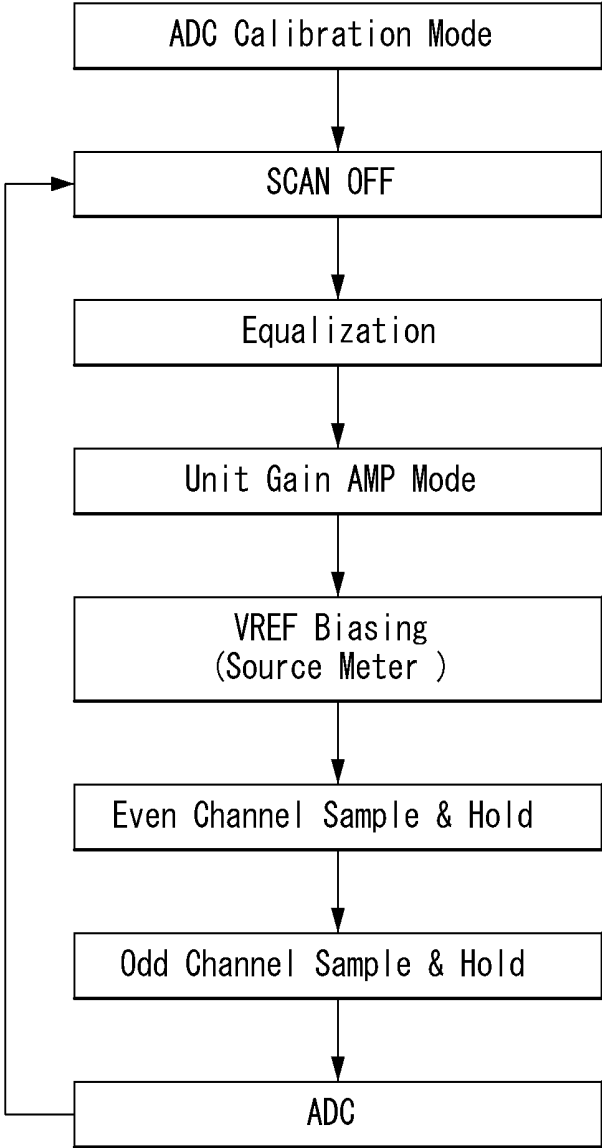 ADC Calibration Mode
SCAN OFF
Equalization
Unit Gain AMP Mode
VREF Biasing
(Source Meter )
Even Channel Sample & Hold
Odd Channel Sample & Hold
ADC